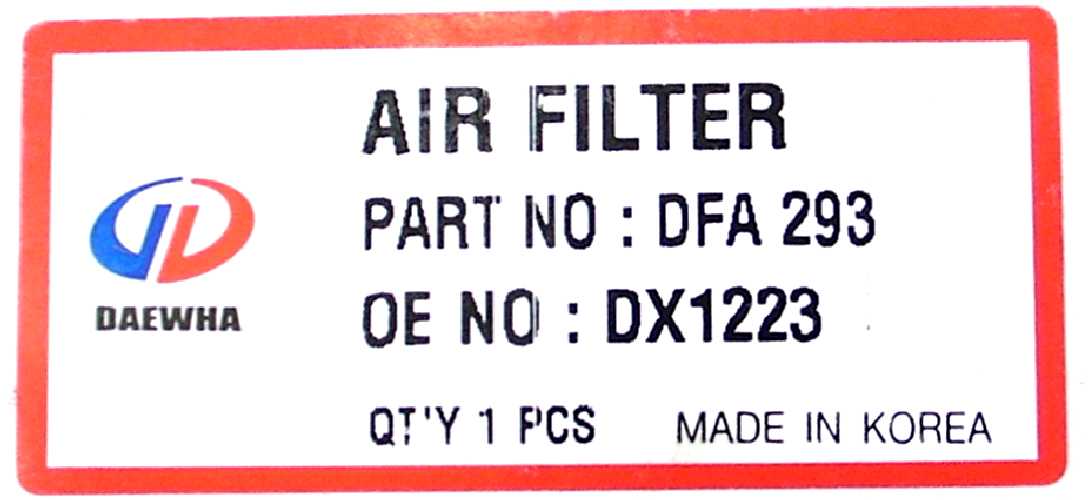 AIR FILTER
PART NO : DFA 293
DAEWHA
OE NO : DX1223
QT'Y 1 PCS MADE IN KOREA